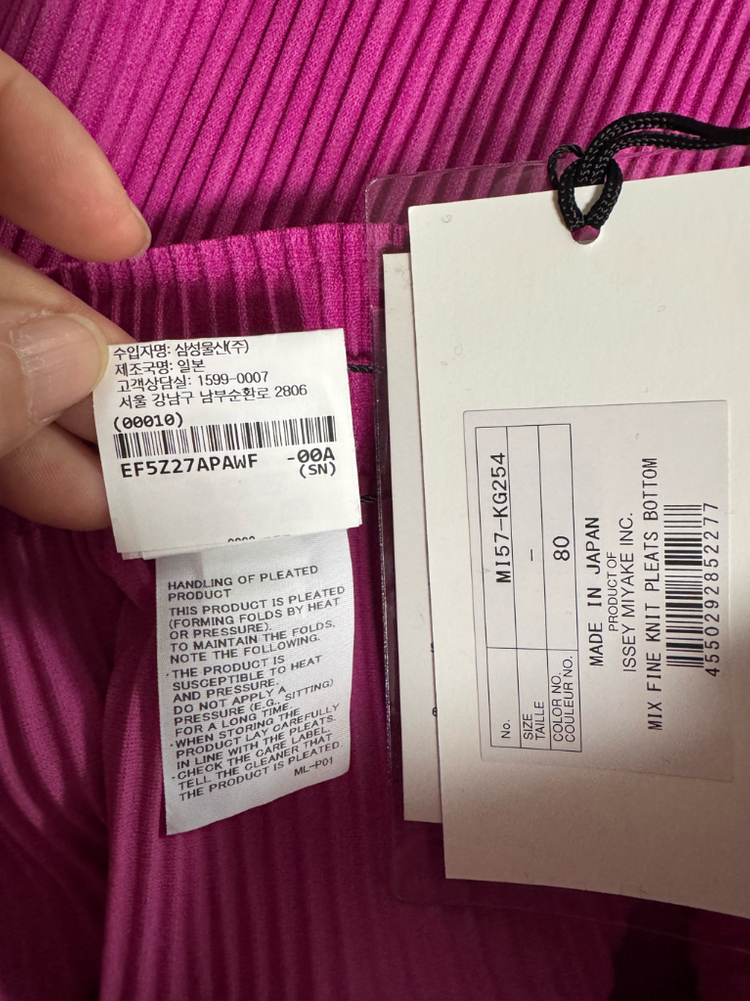 수입자명: 삼성물산(주)
제조국명: 일본
고객상담실: 1599-0007
서울 강남구 남부순환로 2806
(00010)
EF5Z27APAWF -00A
(SN)
HANDLING OF PLEATED
PRODUCT
THIS PRODUCT IS PLEATED
(FORMING FOLDS BY HEAT
OR PRESSURE).
TO MAINTAIN THE FOLDS,
NOTE THE FOLLOWING.
·THE PRODUCT IS
SUSCEPTIBLE TO HEAT
AND PRESSURE.
DO NOT APPLY A
PRESSURE (E.G., SITTING)
FOR A LONG TIME.
·WHEN STORING THE
PRODUCT LAY CAREFULLY
IN LINE WITH THE PLEATS.
·CHECK THE CARE LABEL.
TELL THE CLEANER THAT
THE PRODUCT IS PLEATED.
ML-P01
No. MI57-KG254
SIZE
TAILLE -
COLOR NO.
COULEUR NO. 80
MADE IN JAPAN
PRODUCT OF
ISSEY MIYAKE INC.
MIX FINE KNIT PLEATS BOTTOM
4550292852277